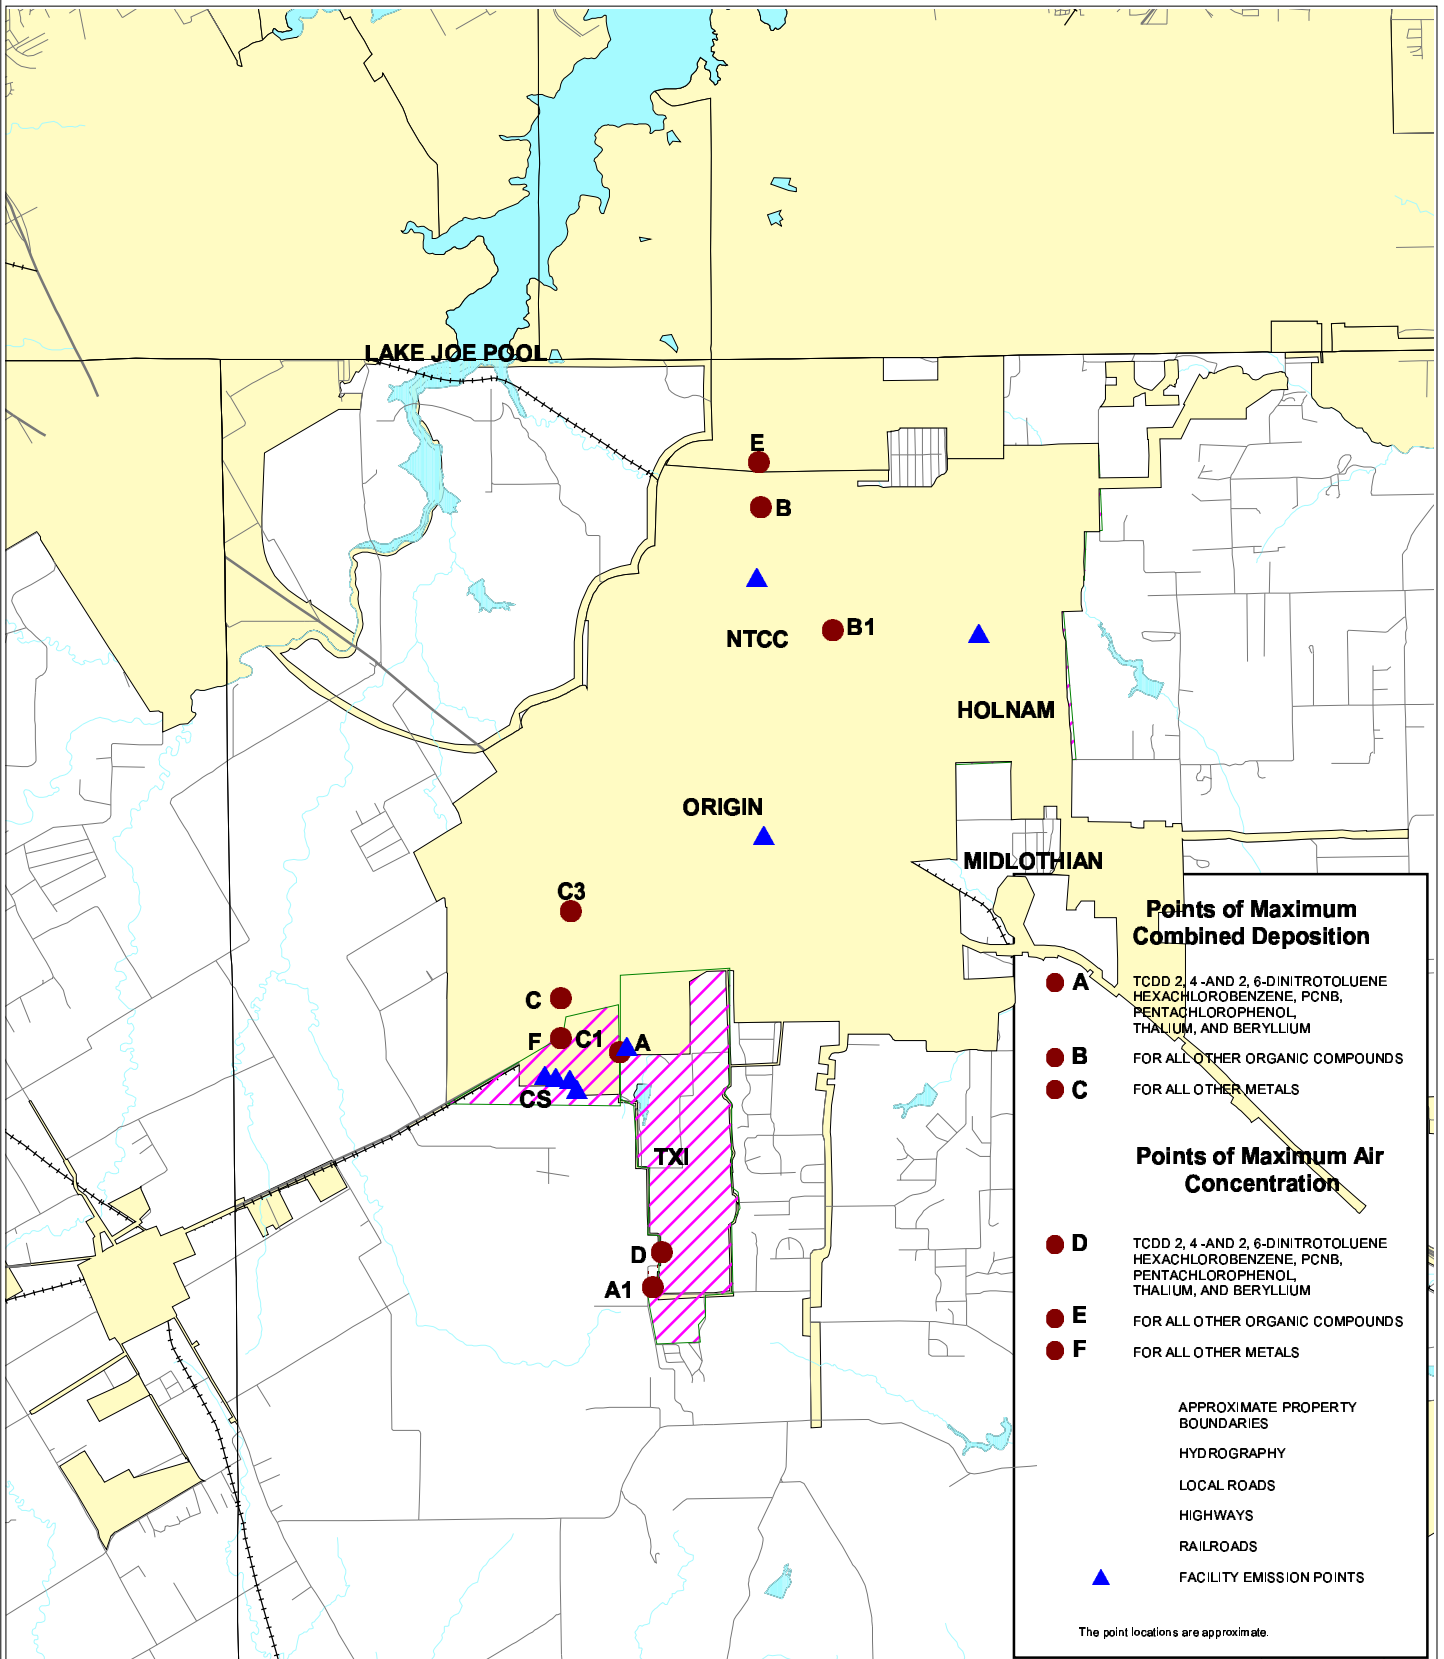 LAKE JOE POOL
E
B
B1
NTCC
HOLNAM
ORIGIN
MIDLOTHIAN
C3
C
F
C1
A
CS
TXI
D
A1
Points of Maximum
Combined Deposition
A
TCDD 2, 4 -AND 2, 6-DINITROTOLUENE
HEXACHLOROBENZENE, PCNB,
PENTACHLOROPHENOL,
THALIUM, AND BERYLLIUM
B FOR ALL OTHER ORGANIC COMPOUNDS
C FOR ALL OTHER METALS
Points of Maximum Air
Concentration
D
TCDD 2, 4 -AND 2, 6-DINITROTOLUENE
HEXACHLOROBENZENE, PCNB,
PENTACHLOROPHENOL,
THALIUM, AND BERYLLIUM
E FOR ALL OTHER ORGANIC COMPOUNDS
F FOR ALL OTHER METALS
APPROXIMATE PROPERTY
BOUNDARIES
HYDROGRAPHY
LOCAL ROADS
HIGHWAYS
RAILROADS
FACILITY EMISSION POINTS
The point locations are approximate.